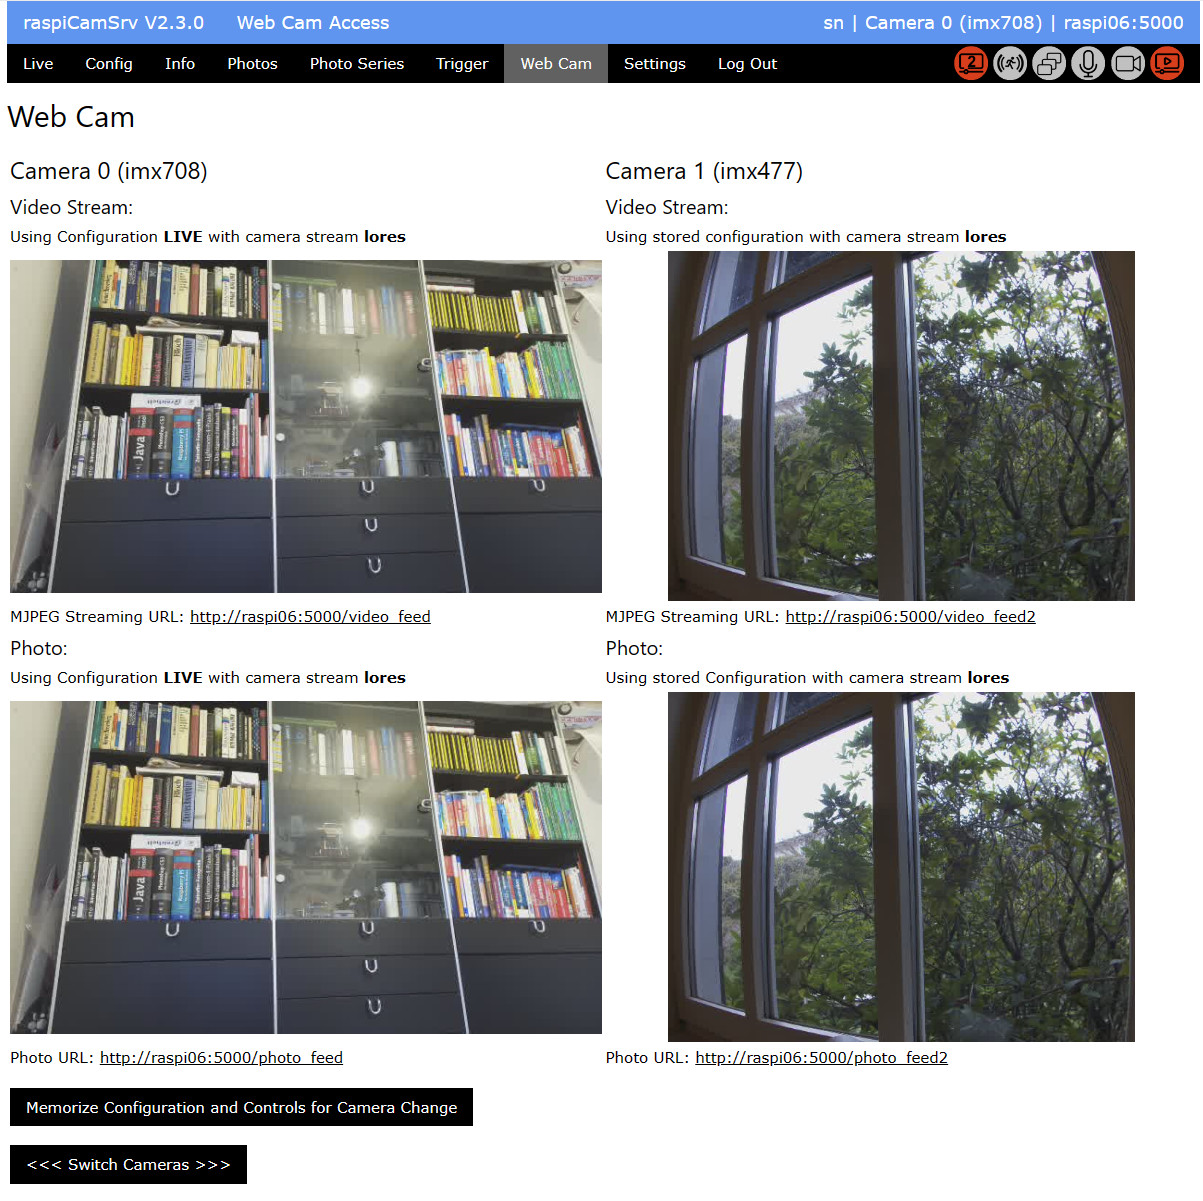 raspiCamSrv V2.3.0 Web Cam Access sn | Camera 0 (imx708) | raspi06:5000
Live Config Info Photos Photo Series Trigger Web Cam Settings Log Out 2
Web Cam
Camera 0 (imx708) Camera 1 (imx477)
Video Stream: Video Stream:
Using Configuration LIVE with camera stream lores Using stored configuration with camera stream lores
Java
MJPEG Streaming URL: http://raspi06:5000/video_feed MJPEG Streaming URL: http://raspi06:5000/video_feed2
Photo: Photo:
Using Configuration LIVE with camera stream lores Using stored Configuration with camera stream lores
Java
Photo URL: http://raspi06:5000/photo_feed Photo URL: http://raspi06:5000/photo_feed2
Memorize Configuration and Controls for Camera Change
<<< Switch Cameras >>>